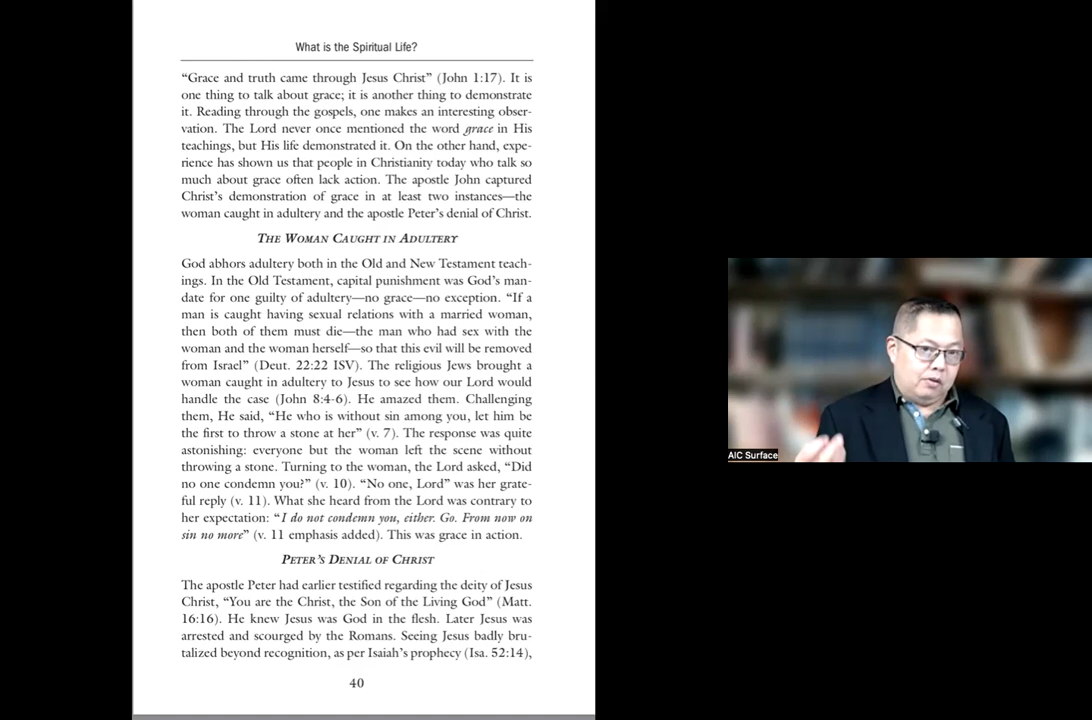 What is the Spiritual Life?
“Grace and truth came through Jesus Christ” (John 1:17). It is
one thing to talk about grace; it is another thing to demonstrate
it. Reading through the gospels, one makes an interesting obser-
vation. The Lord never once mentioned the word grace in His
teachings, but His life demonstrated it. On the other hand, expe-
rience has shown us that people in Christianity today who talk so
much about grace often lack action. The apostle John captured
Christ’s demonstration of grace in at least two instances—the
woman caught in adultery and the apostle Peter’s denial of Christ.
THE WOMAN CAUGHT IN ADULTERY
God abhors adultery both in the Old and New Testament teach-
ings. In the Old Testament, capital punishment was God’s man-
date for one guilty of adultery—no grace—no exception. “If a
man is caught having sexual relations with a married woman,
then both of them must die—the man who had sex with the
woman and the woman herself—so that this evil will be removed
from Israel” (Deut. 22:22 ISV). The religious Jews brought a
woman caught in adultery to Jesus to see how our Lord would
handle the case (John 8:4-6). He amazed them. Challenging
them, He said, “He who is without sin among you, let him be
the first to throw a stone at her” (v. 7). The response was quite
astonishing: everyone but the woman left the scene without
throwing a stone. Turning to the woman, the Lord asked, “Did
no one condemn you?” (v. 10). “No one, Lord” was her grate-
ful reply (v. 11). What she heard from the Lord was contrary to
her expectation: “I do not condemn you, either. Go. From now on
sin no more” (v. 11 emphasis added). This was grace in action.
PETER’S DENIAL OF CHRIST
The apostle Peter had earlier testified regarding the deity of Jesus
Christ, “You are the Christ, the Son of the Living God” (Matt.
16:16). He knew Jesus was God in the flesh. Later Jesus was
arrested and scourged by the Romans. Seeing Jesus badly bru-
talized beyond recognition, as per Isaiah’s prophecy (Isa. 52:14),
40
AIC Surface